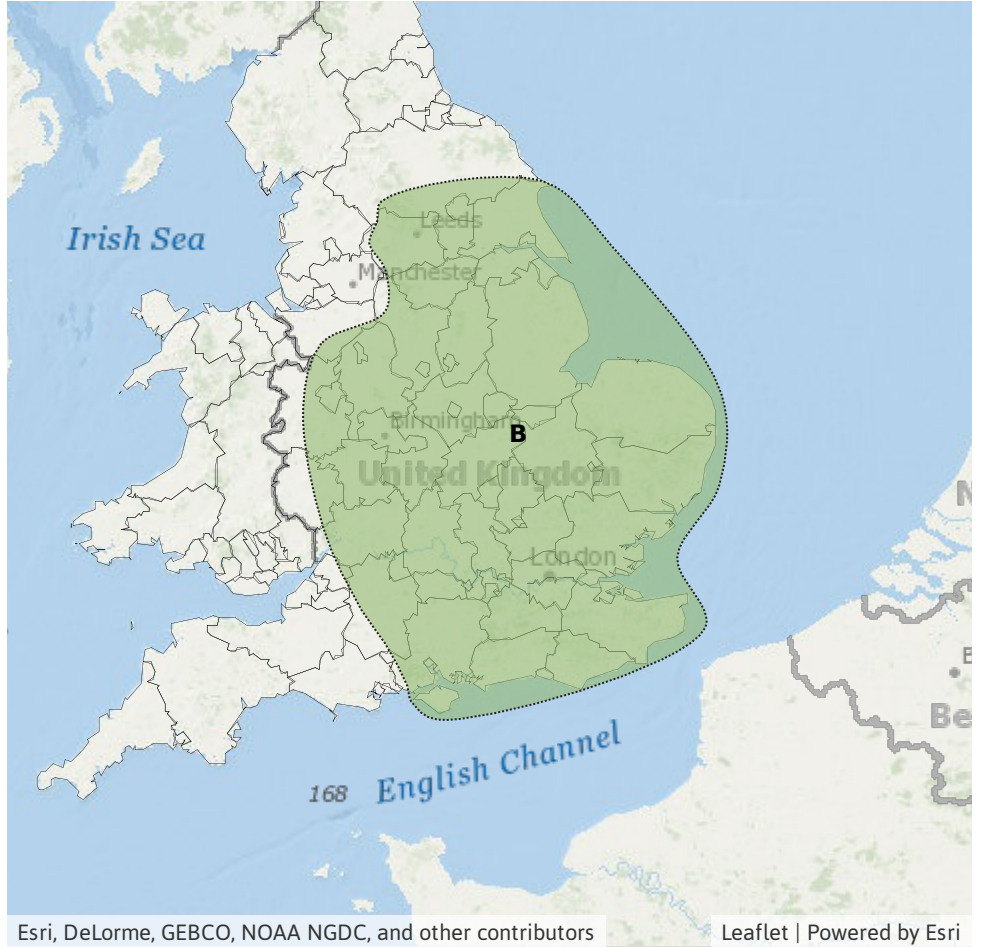 Leeds
Irish Sea
Manchester
Birmingham
B
United Kingdom
N
London
B
Be
English Channel
168
Esri, DeLorme, GEBCO, NOAA NGDC, and other contributors
Leaflet | Powered by Esri